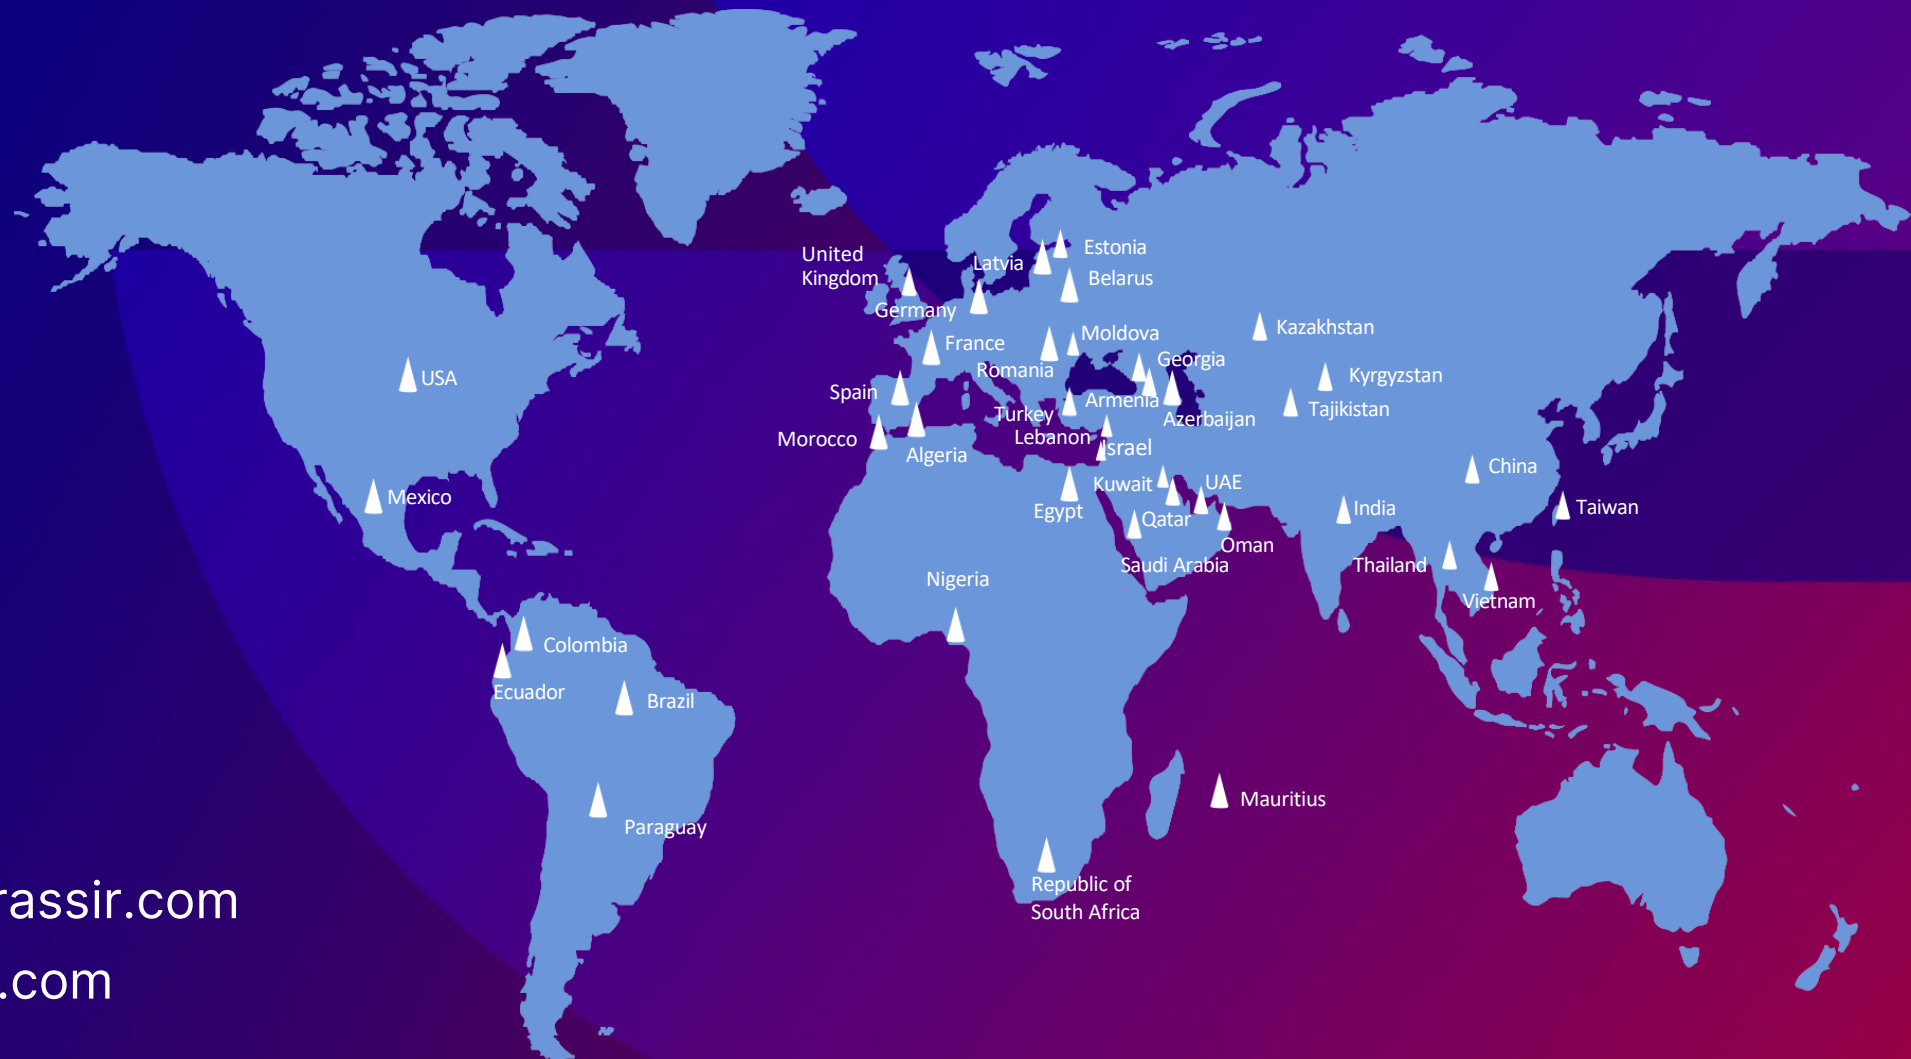 United
Kingdom
Latvia
Estonia
Belarus
Germany
France
Moldova
Romania
Georgia
Kazakhstan
Kyrgyzstan
Tajikistan
USA
Spain
Turkey
Armenia
Azerbaijan
Morocco
Algeria
Lebanon
Israel
Mexico
Egypt
Kuwait
UAE
Qatar
Oman
Saudi Arabia
India
China
Taiwan
Thailand
Vietnam
Nigeria
Colombia
Ecuador
Brazil
Paraguay
Mauritius
Republic of
South Africa
rassir.com
.com